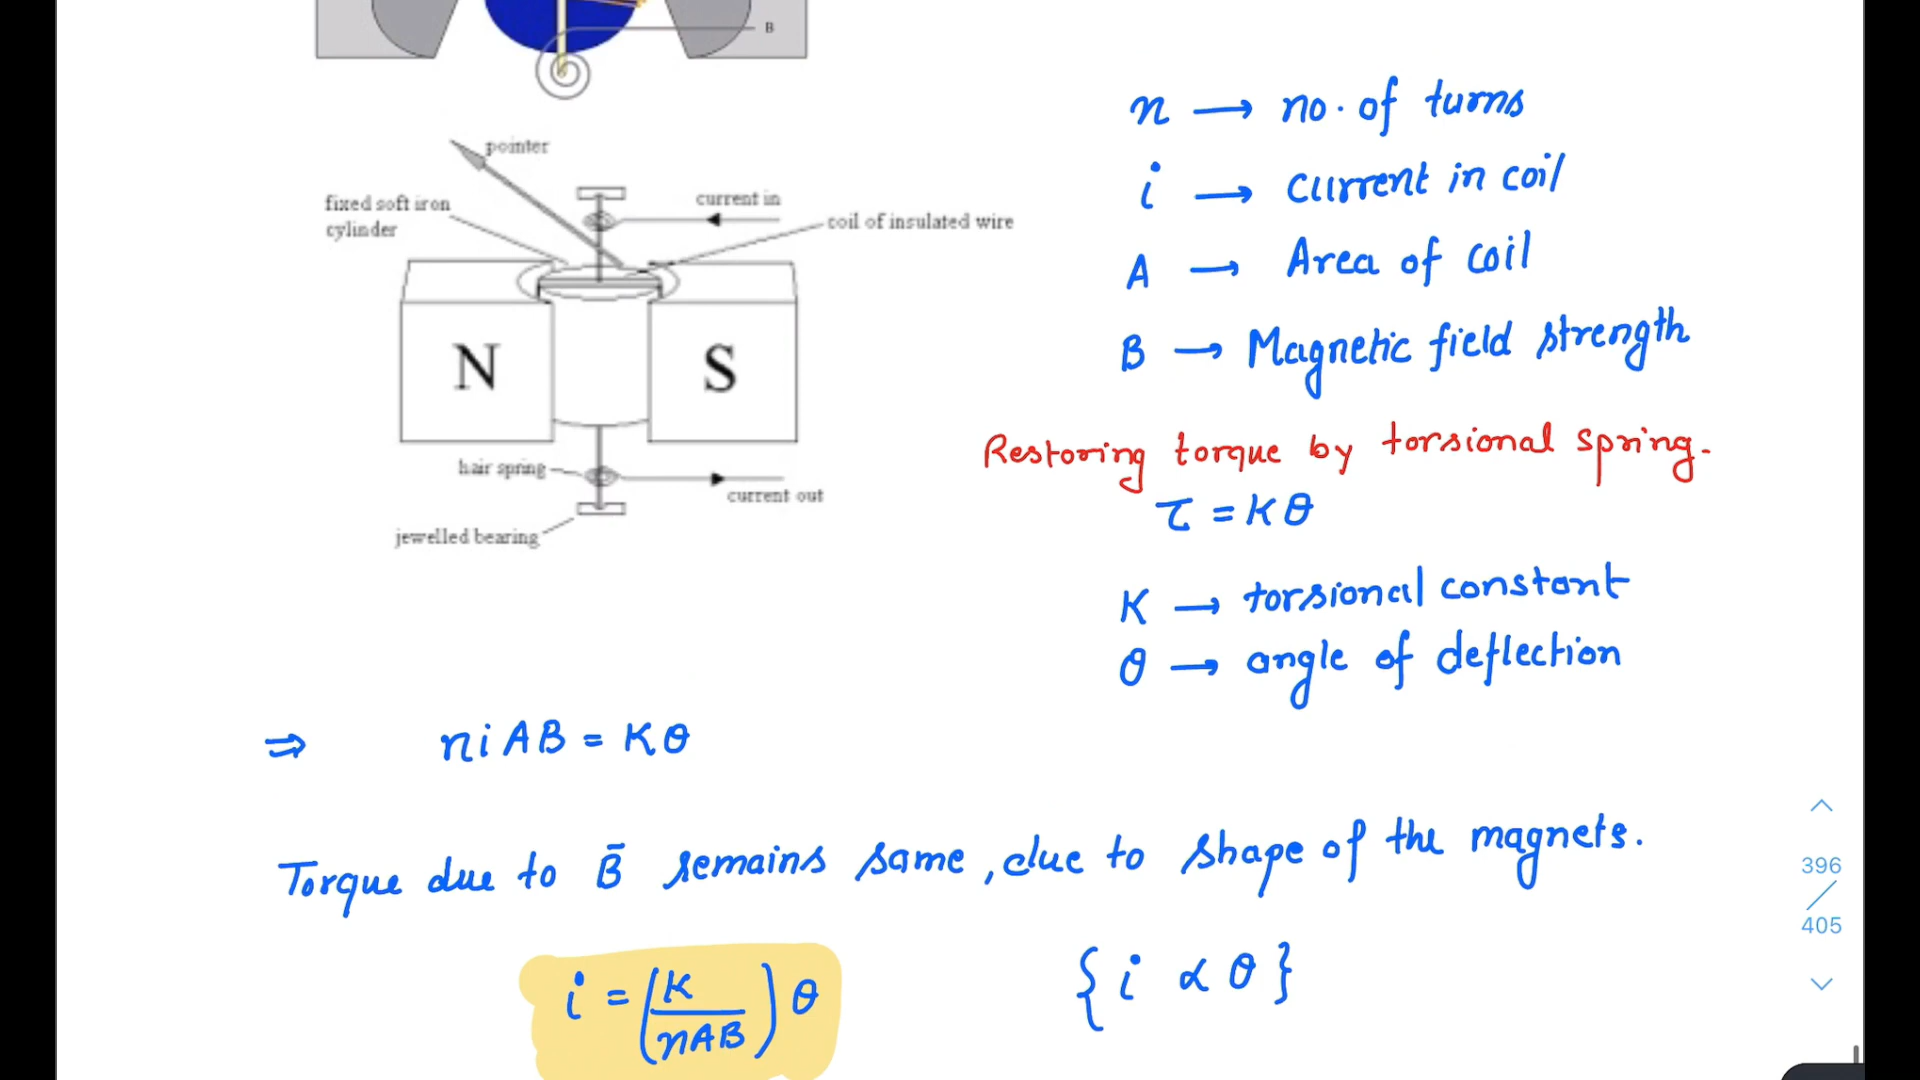 B
n → no. of turns
pointer
i → current in coil
fixed soft iron
cylinder
current in
coil of insulated wire
A → Area of coil
N
S
B → Magnetic field strength
Restoring torque by torsional spring.
hair spring
current out
τ = Kθ
jewelled bearing
K → torsional constant
θ → angle of deflection
⇒ niAB = Kθ
Torque due to B̄ remains same, due to shape of the magnets.
396
/
405
i = (K/nAB) θ
{i ∝ θ}